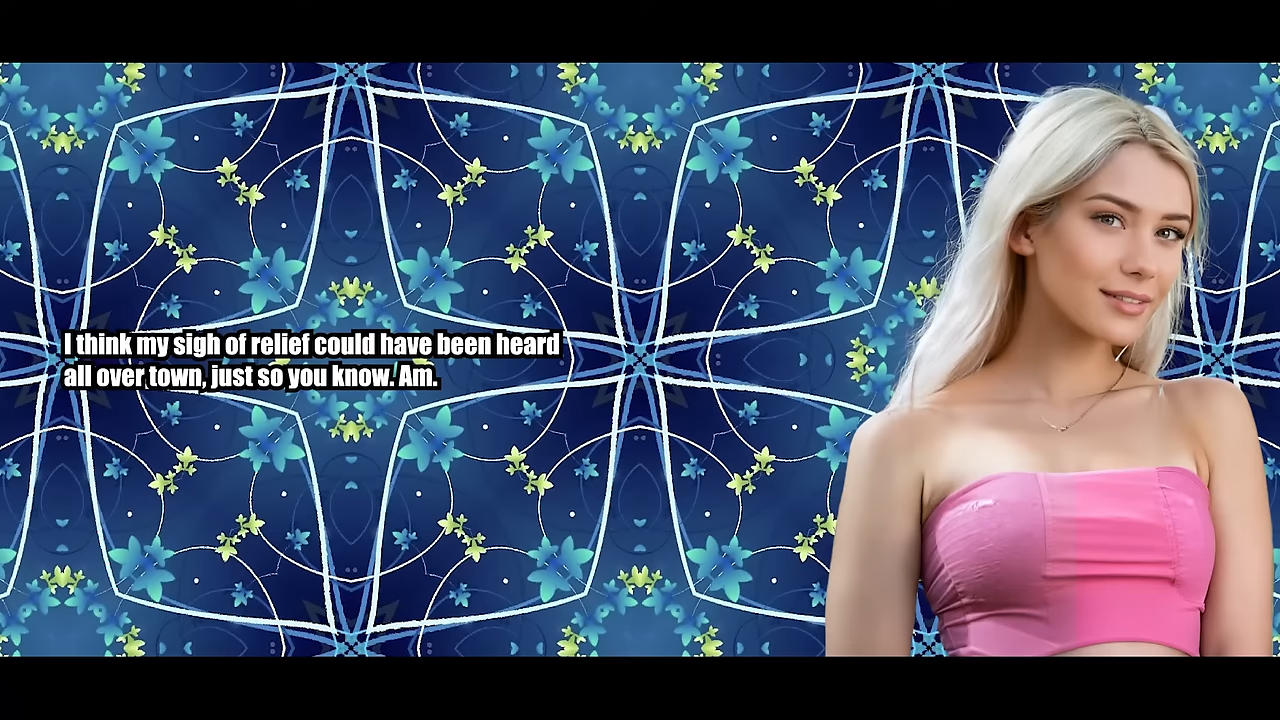 I think my sigh of relief could have been heard
all over town, just so you know. Am.